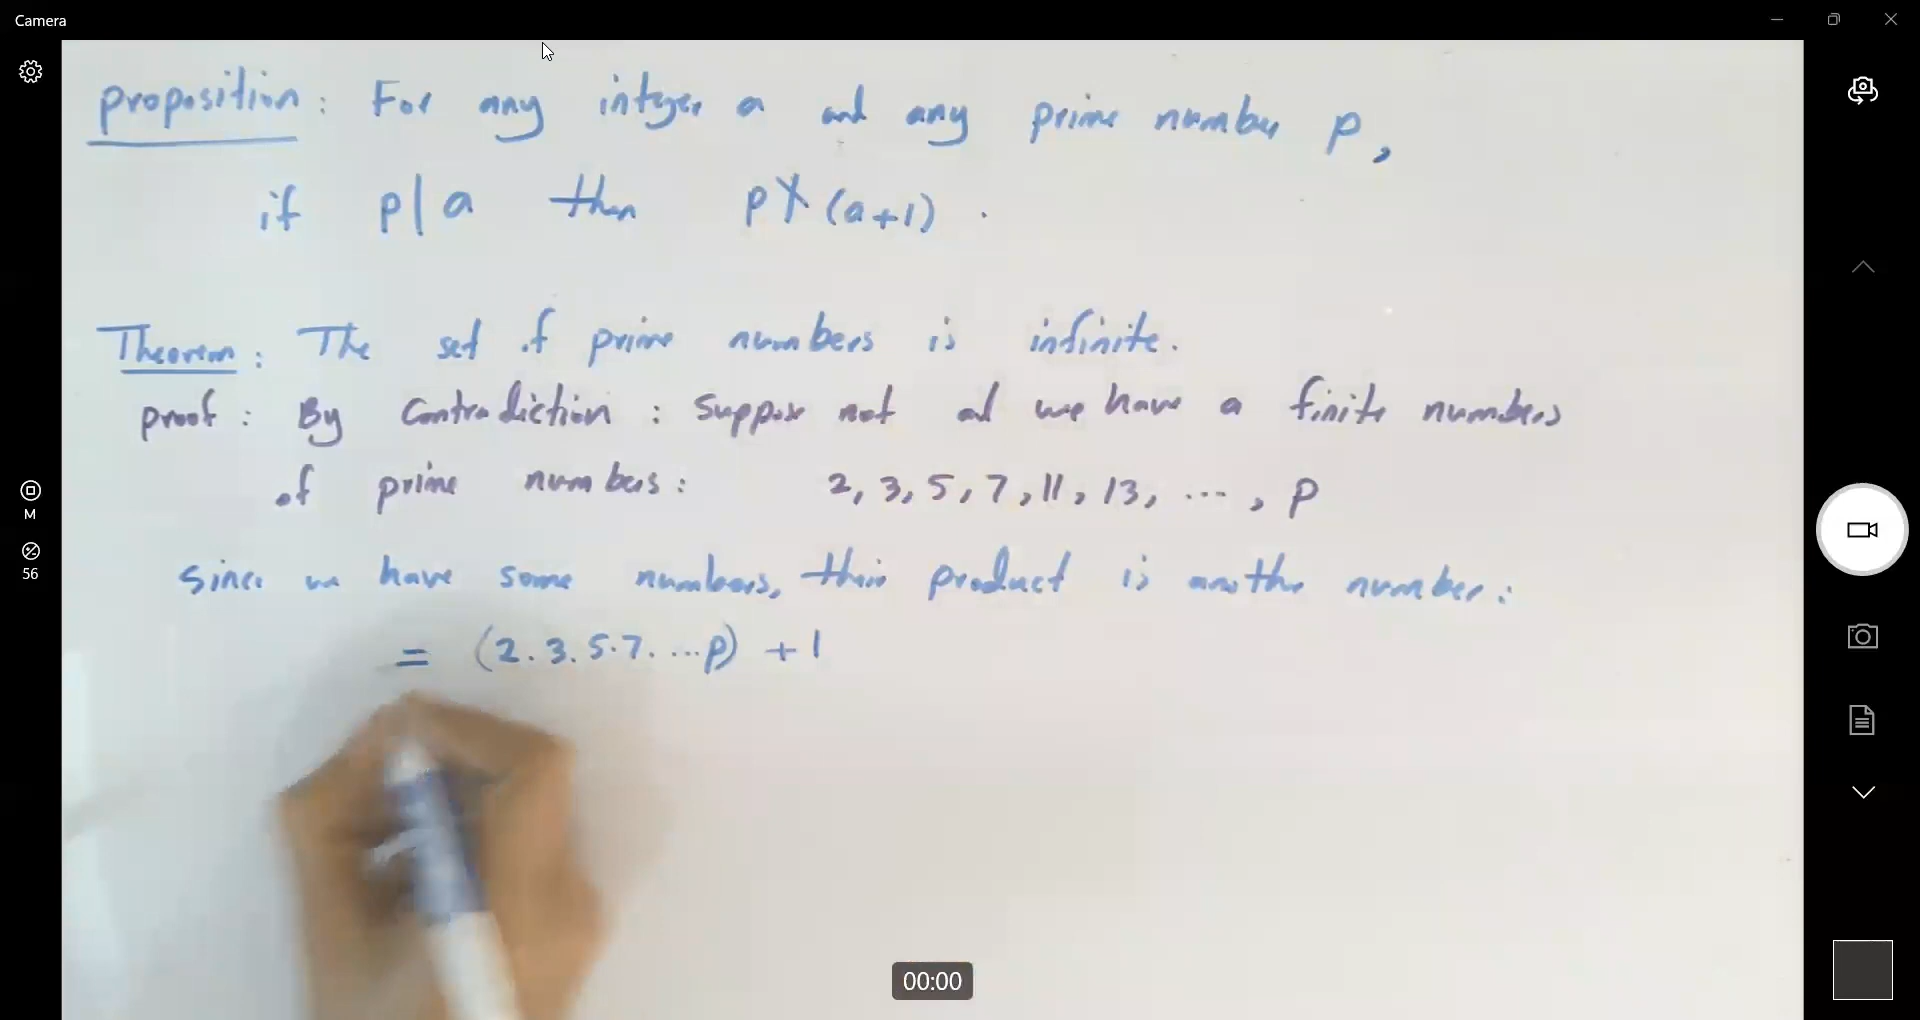 Camera
proposition : For any integer a and any prime number p,
if p|a then p∤(a+1) .
Theorem : The set of prime numbers is infinite.
proof : By Contradiction : Suppose not and we have a finite numbers
of prime numbers : 2, 3, 5, 7, 11, 13, ... , p
M
56
Since we have some numbers, their product is another number :
= (2.3.5.7. ...p) + 1
00:00